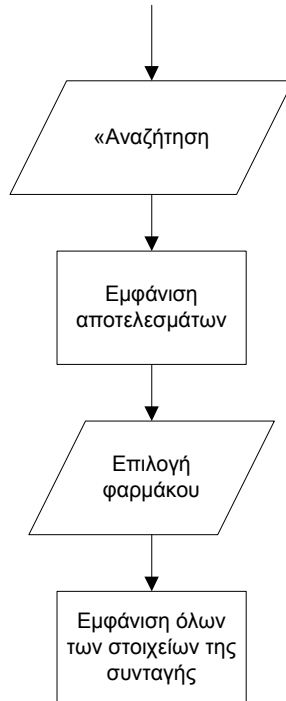 «Αναζήτηση
Εμφάνιση
αποτελεσμάτων
Επιλογή
φαρμάκου
Εμφάνιση όλων
των στοιχείων της
συνταγής